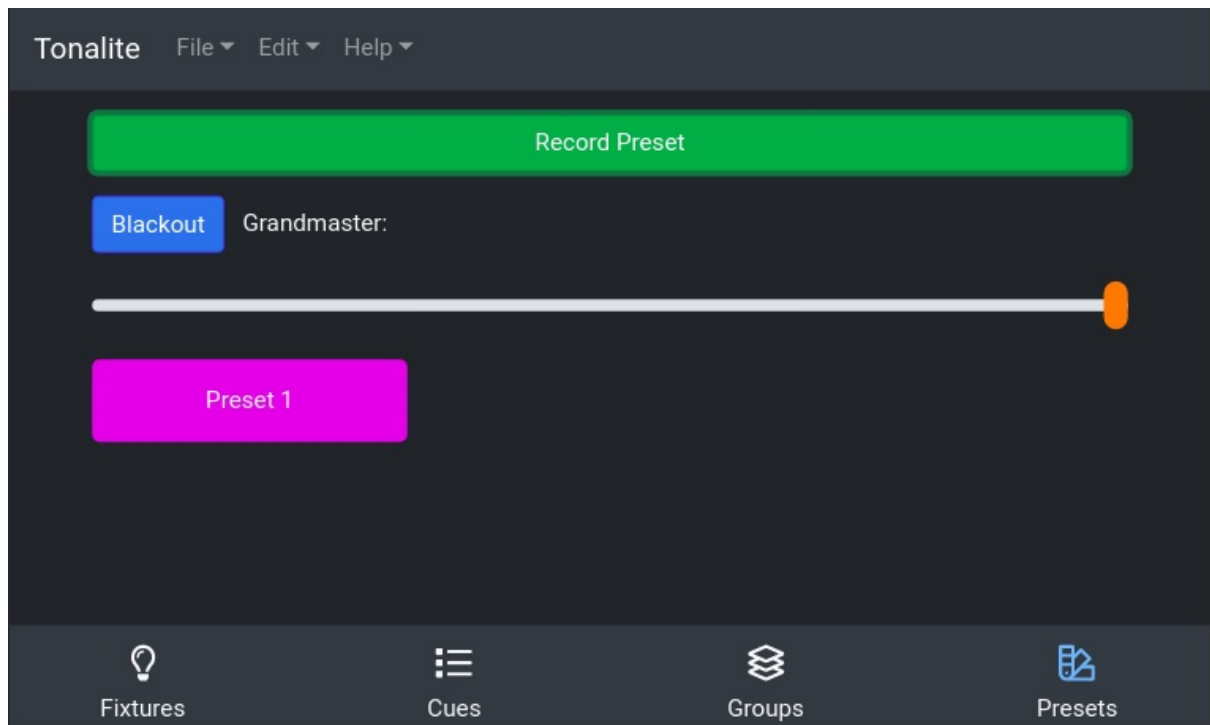 Tonalite File Edit Help
Record Preset
Blackout Grandmaster:
Preset 1
Fixtures Cues Groups Presets